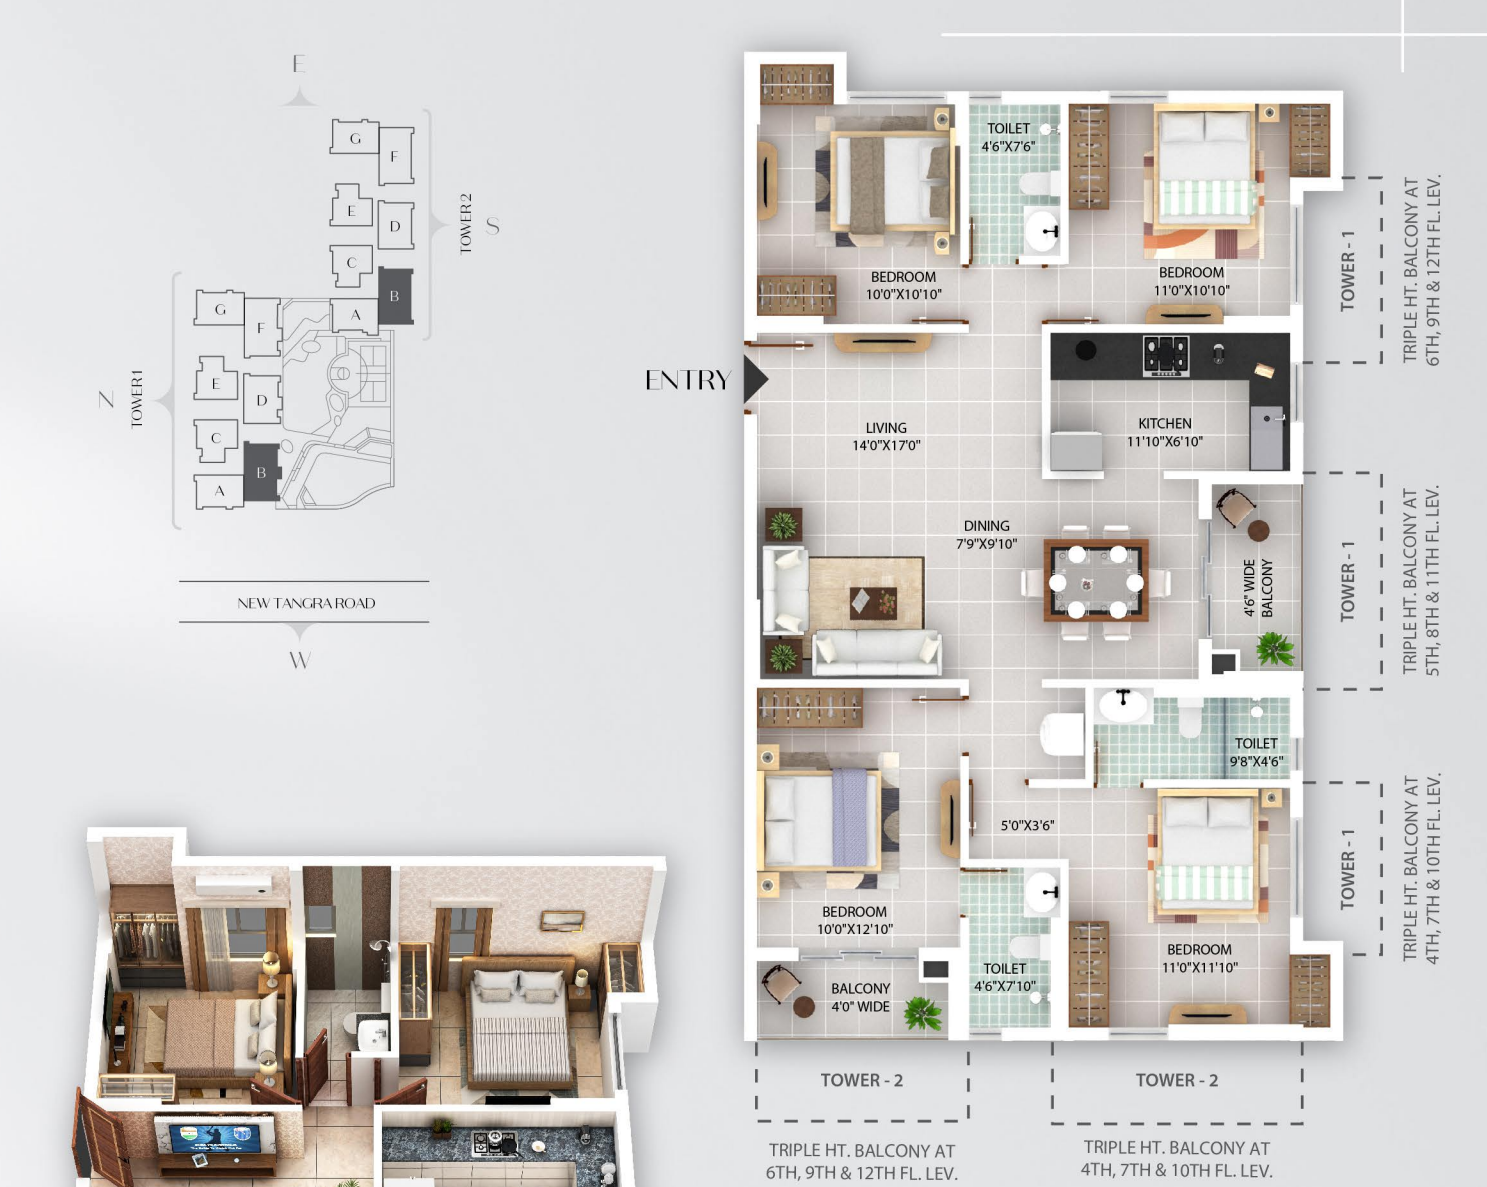 E
G
F
E
D
C
B
A
TOWER 2
S
G
F
E
D
C
B
A
N
TOWER 1
NEW TANGRA ROAD
W
ENTRY
TOILET
4'6"X7'6"
BEDROOM
10'0"X10'10"
BEDROOM
11'0"X10'10"
LIVING
14'0"X17'0"
KITCHEN
11'10"X6'10"
DINING
7'9"X9'10"
4'6" WIDE
BALCONY
TOILET
9'8"X4'6"
5'0"X3'6"
BEDROOM
10'0"X12'10"
BEDROOM
11'0"X11'10"
TOILET
4'6"X7'10"
BALCONY
4'0" WIDE
TOWER - 1
TRIPLE HT. BALCONY AT
6TH, 9TH & 12TH FL. LEV.
TOWER - 1
TRIPLE HT. BALCONY AT
5TH, 8TH & 11TH FL. LEV.
TOWER - 1
TRIPLE HT. BALCONY AT
4TH, 7TH & 10TH FL. LEV.
TOWER - 2
TRIPLE HT. BALCONY AT
6TH, 9TH & 12TH FL. LEV.
TOWER - 2
TRIPLE HT. BALCONY AT
4TH, 7TH & 10TH FL. LEV.